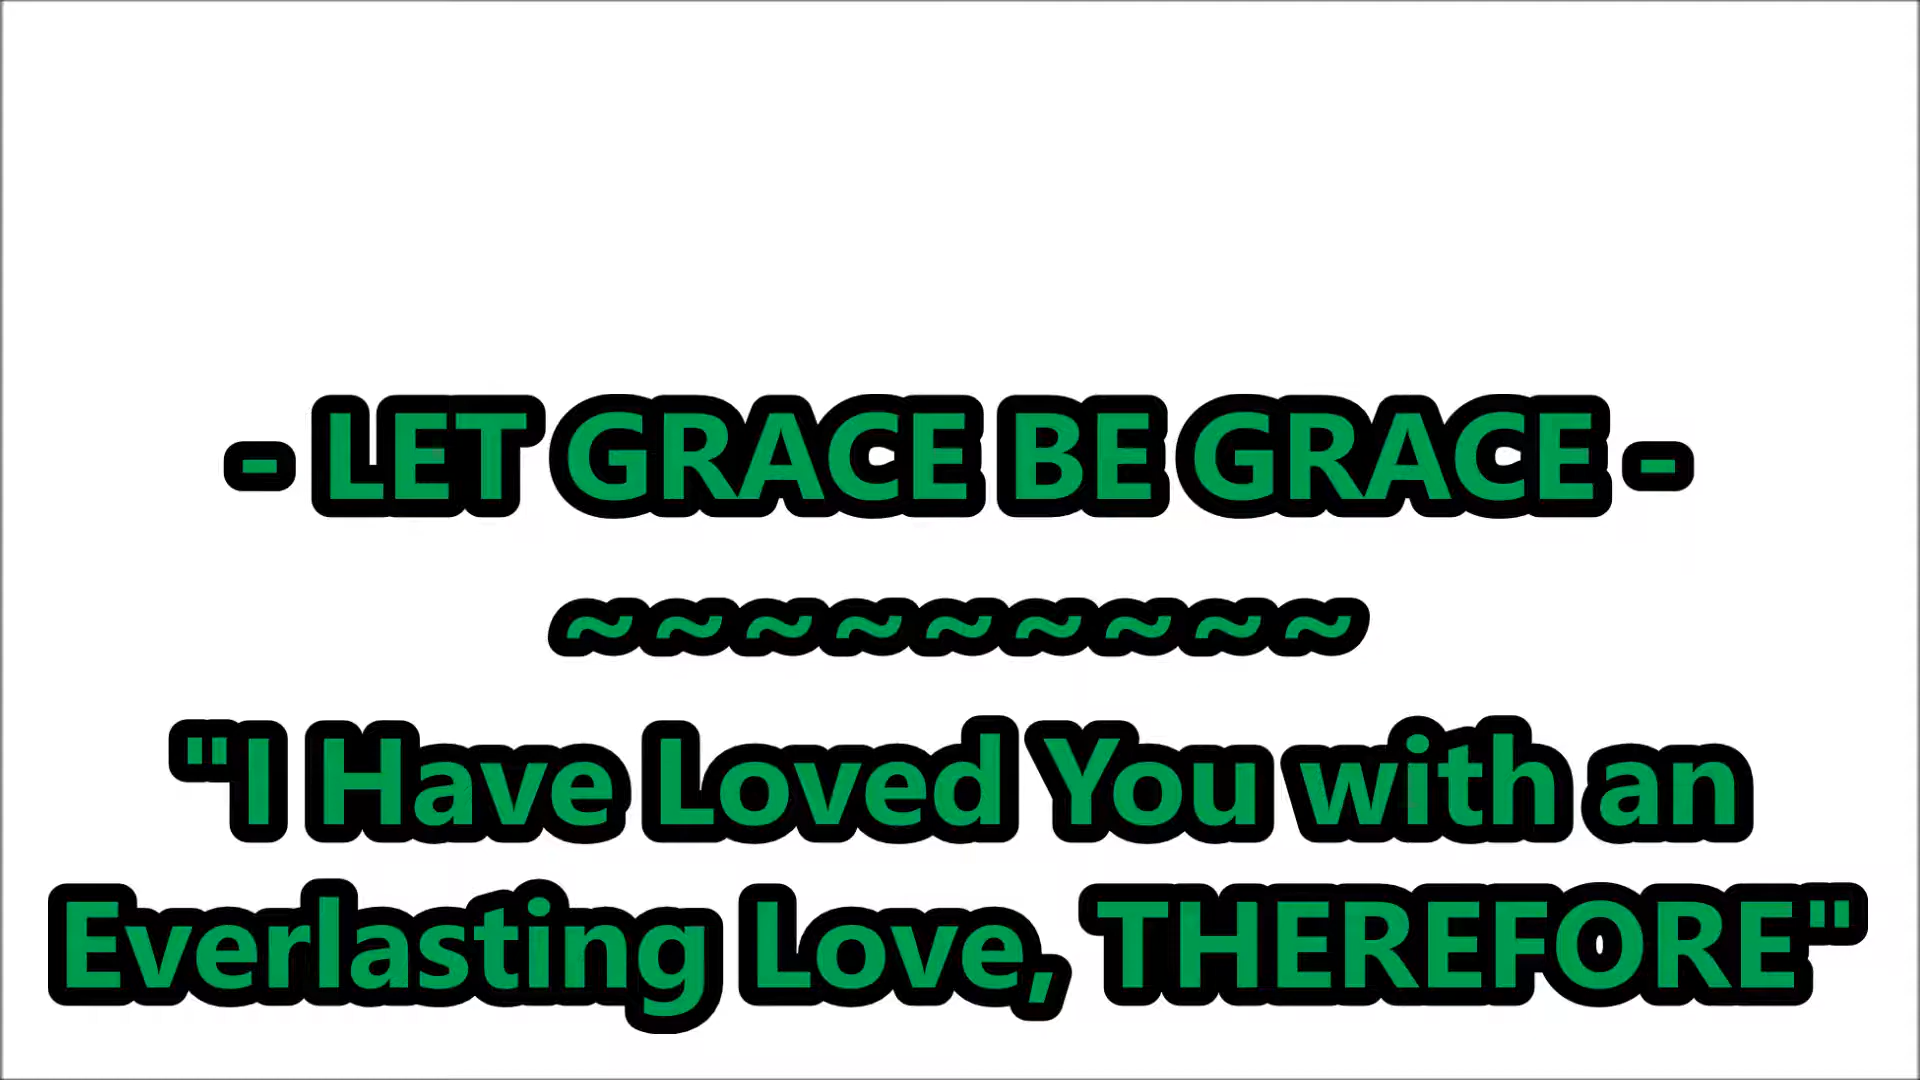 - LET GRACE BE GRACE -
~~~~~~~~~
"I Have Loved You with an
Everlasting Love, THEREFORE"